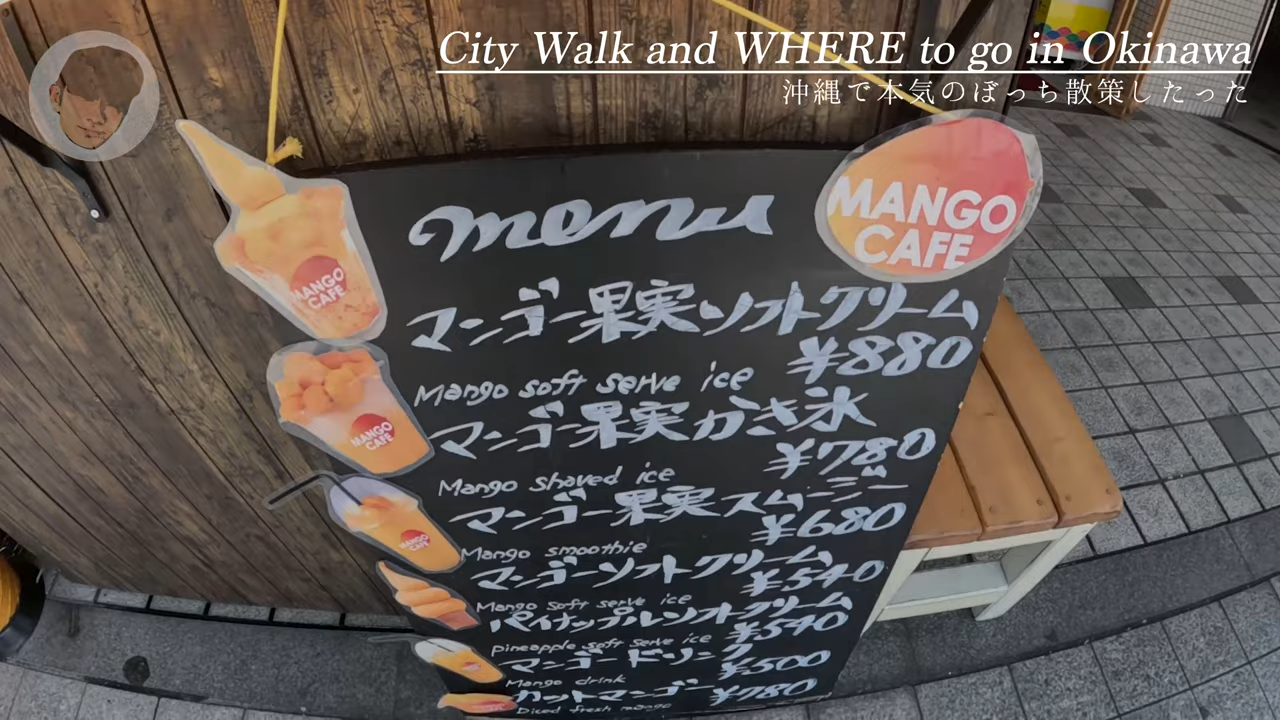 City Walk and WHERE to go in Okinawa
沖縄で本気のぼっち散策したった
menu
MANGO
CAFE
MANGO
CAFE
マンゴー果実ソフトクリーム
¥880
Mango soft serve ice
マンゴー果実かき氷
¥780
MANGO
CAFE
Mango shaved ice
マンゴー果実スムージー
¥680
MANGO
CAFE
Mango smoothie
マンゴーソフトクリーム
¥540
Mango soft serve ice
パイナップルソフトクリーム
¥540
pineapple soft serve ice
マンゴードリンク
¥500
Mango drink
カットマンゴー ¥780
Diced fresh mango